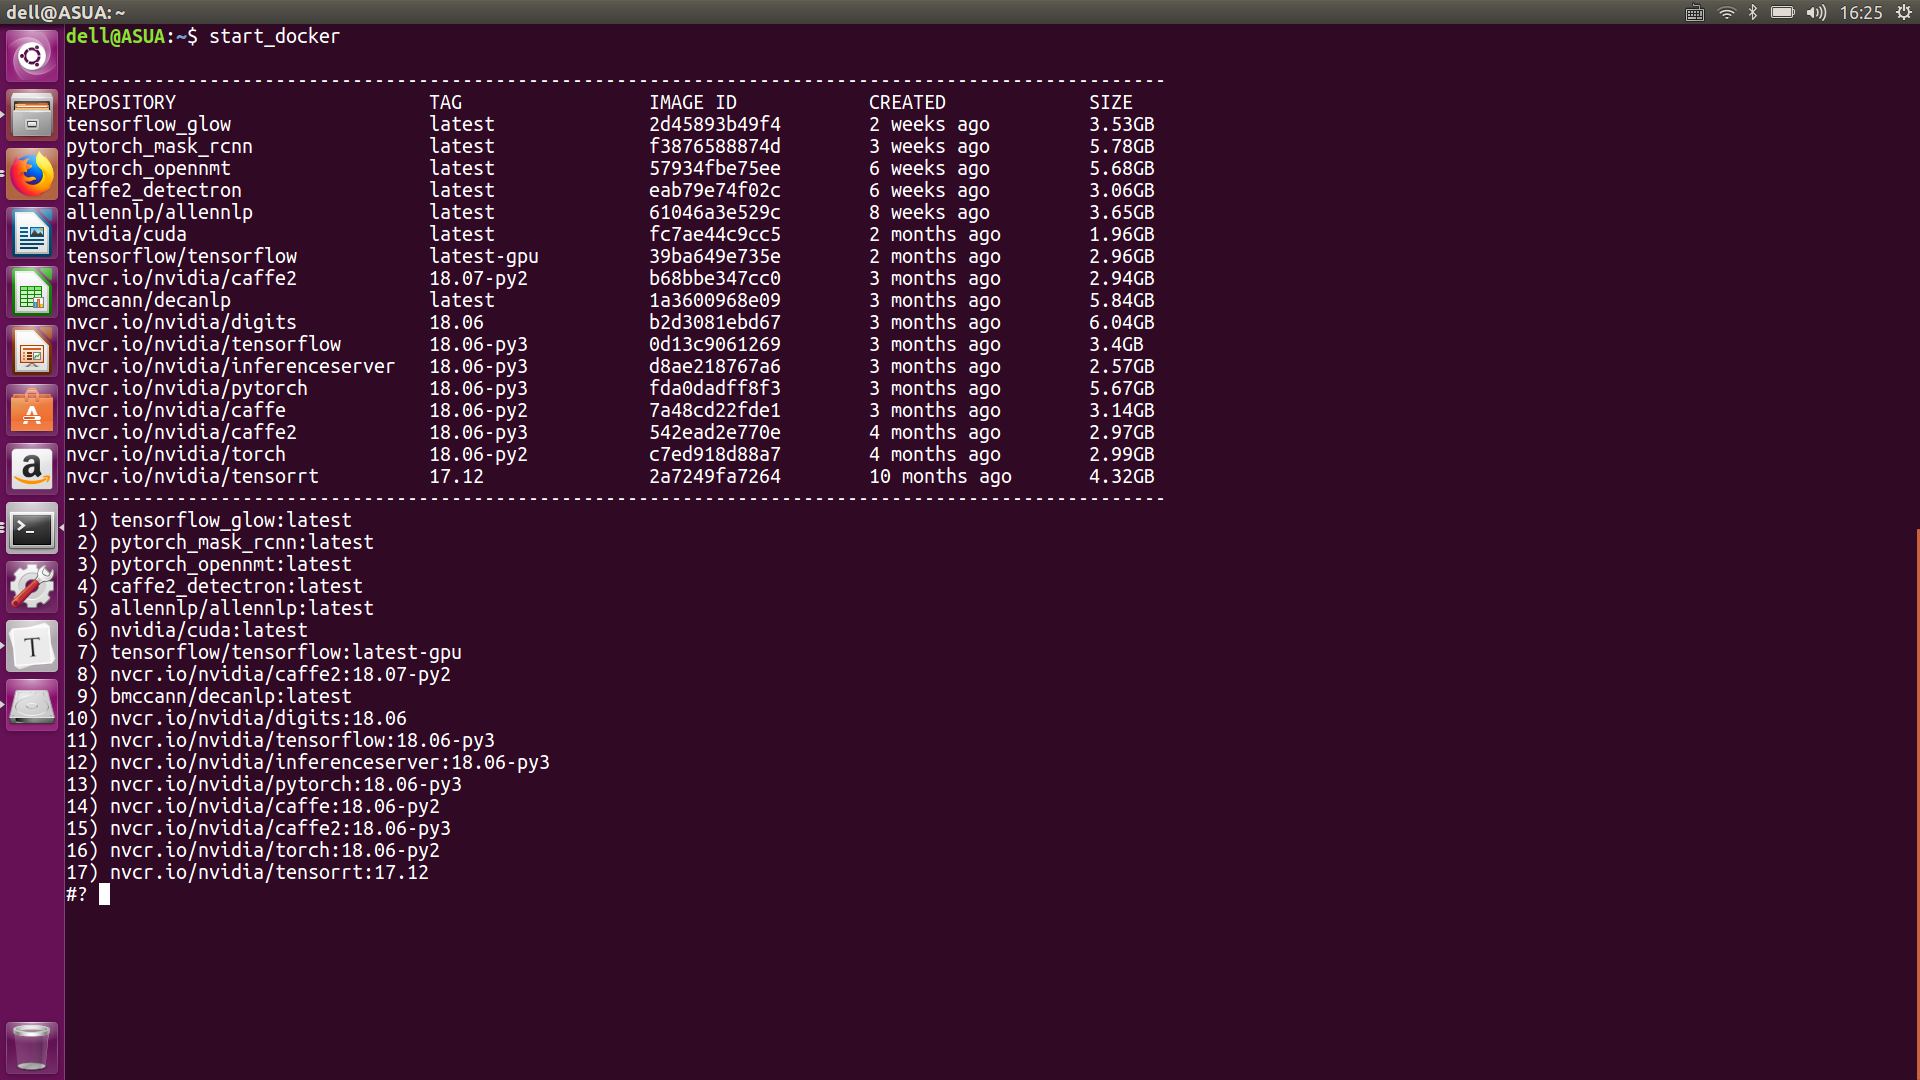 dell@ASUA: ~
16:25
dell@ASUA:~$ start_docker
----------------------------------------------------------------------------------------------------
REPOSITORY TAG IMAGE ID CREATED SIZE
tensorflow_glow latest 2d45893b49f4 2 weeks ago 3.53GB
pytorch_mask_rcnn latest f3876588874d 3 weeks ago 5.78GB
pytorch_opennmt latest 57934fbe75ee 6 weeks ago 5.68GB
caffe2_detectron latest eab79e74f02c 6 weeks ago 3.06GB
allennlp/allennlp latest 61046a3e529c 8 weeks ago 3.65GB
nvidia/cuda latest fc7ae44c9cc5 2 months ago 1.96GB
tensorflow/tensorflow latest-gpu 39ba649e735e 2 months ago 2.96GB
nvcr.io/nvidia/caffe2 18.07-py2 b68bbe347cc0 3 months ago 2.94GB
bmccann/decanlp latest 1a3600968e09 3 months ago 5.84GB
nvcr.io/nvidia/digits 18.06 b2d3081ebd67 3 months ago 6.04GB
nvcr.io/nvidia/tensorflow 18.06-py3 0d13c9061269 3 months ago 3.4GB
nvcr.io/nvidia/inferenceserver 18.06-py3 d8ae218767a6 3 months ago 2.57GB
nvcr.io/nvidia/pytorch 18.06-py3 fda0dadff8f3 3 months ago 5.67GB
nvcr.io/nvidia/caffe 18.06-py2 7a48cd22fde1 3 months ago 3.14GB
nvcr.io/nvidia/caffe2 18.06-py3 542ead2e770e 4 months ago 2.97GB
nvcr.io/nvidia/torch 18.06-py2 c7ed918d88a7 4 months ago 2.99GB
nvcr.io/nvidia/tensorrt 17.12 2a7249fa7264 10 months ago 4.32GB
----------------------------------------------------------------------------------------------------
1) tensorflow_glow:latest
2) pytorch_mask_rcnn:latest
3) pytorch_opennmt:latest
4) caffe2_detectron:latest
5) allennlp/allennlp:latest
6) nvidia/cuda:latest
7) tensorflow/tensorflow:latest-gpu
8) nvcr.io/nvidia/caffe2:18.07-py2
9) bmccann/decanlp:latest
10) nvcr.io/nvidia/digits:18.06
11) nvcr.io/nvidia/tensorflow:18.06-py3
12) nvcr.io/nvidia/inferenceserver:18.06-py3
13) nvcr.io/nvidia/pytorch:18.06-py3
14) nvcr.io/nvidia/caffe:18.06-py2
15) nvcr.io/nvidia/caffe2:18.06-py3
16) nvcr.io/nvidia/torch:18.06-py2
17) nvcr.io/nvidia/tensorrt:17.12
#?